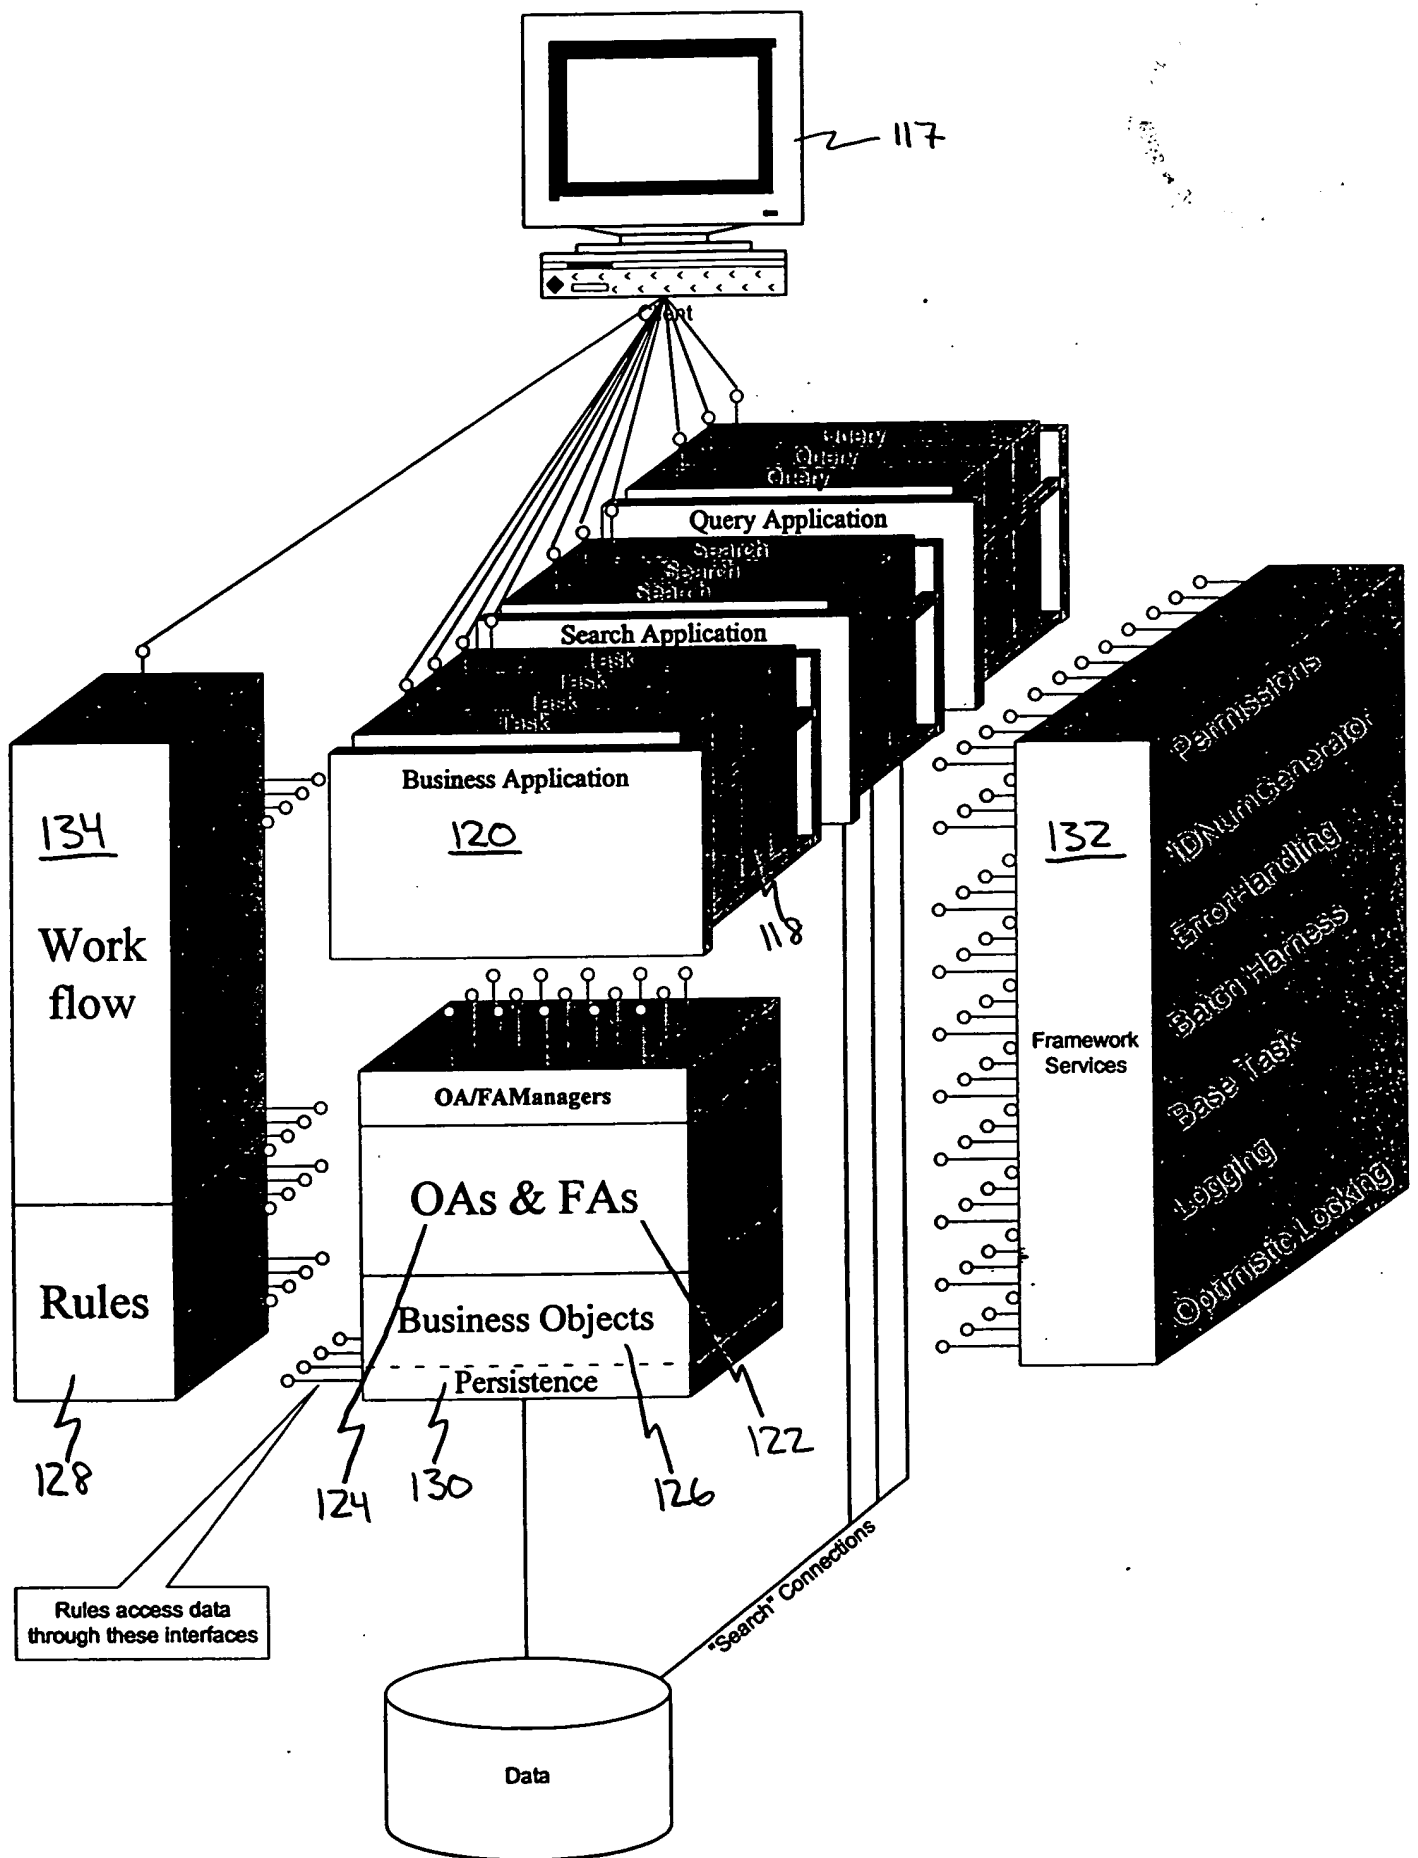 117
Client
Query
Query
Query
Query Application
Search
Search
Search
Search Application
Task
Task
Task
Task
Business Application
120
118
134
Work
flow
Rules
128
OA/FAManagers
OAs & FAs
Business Objects
Persistence
124
130
126
122
132
Framework
Services
Permissions
IDNumGenerator
ErrorHandling
Batch Harness
Base Task
Logging
Optimistic Locking
Rules access data
through these interfaces
"Search" Connections
Data